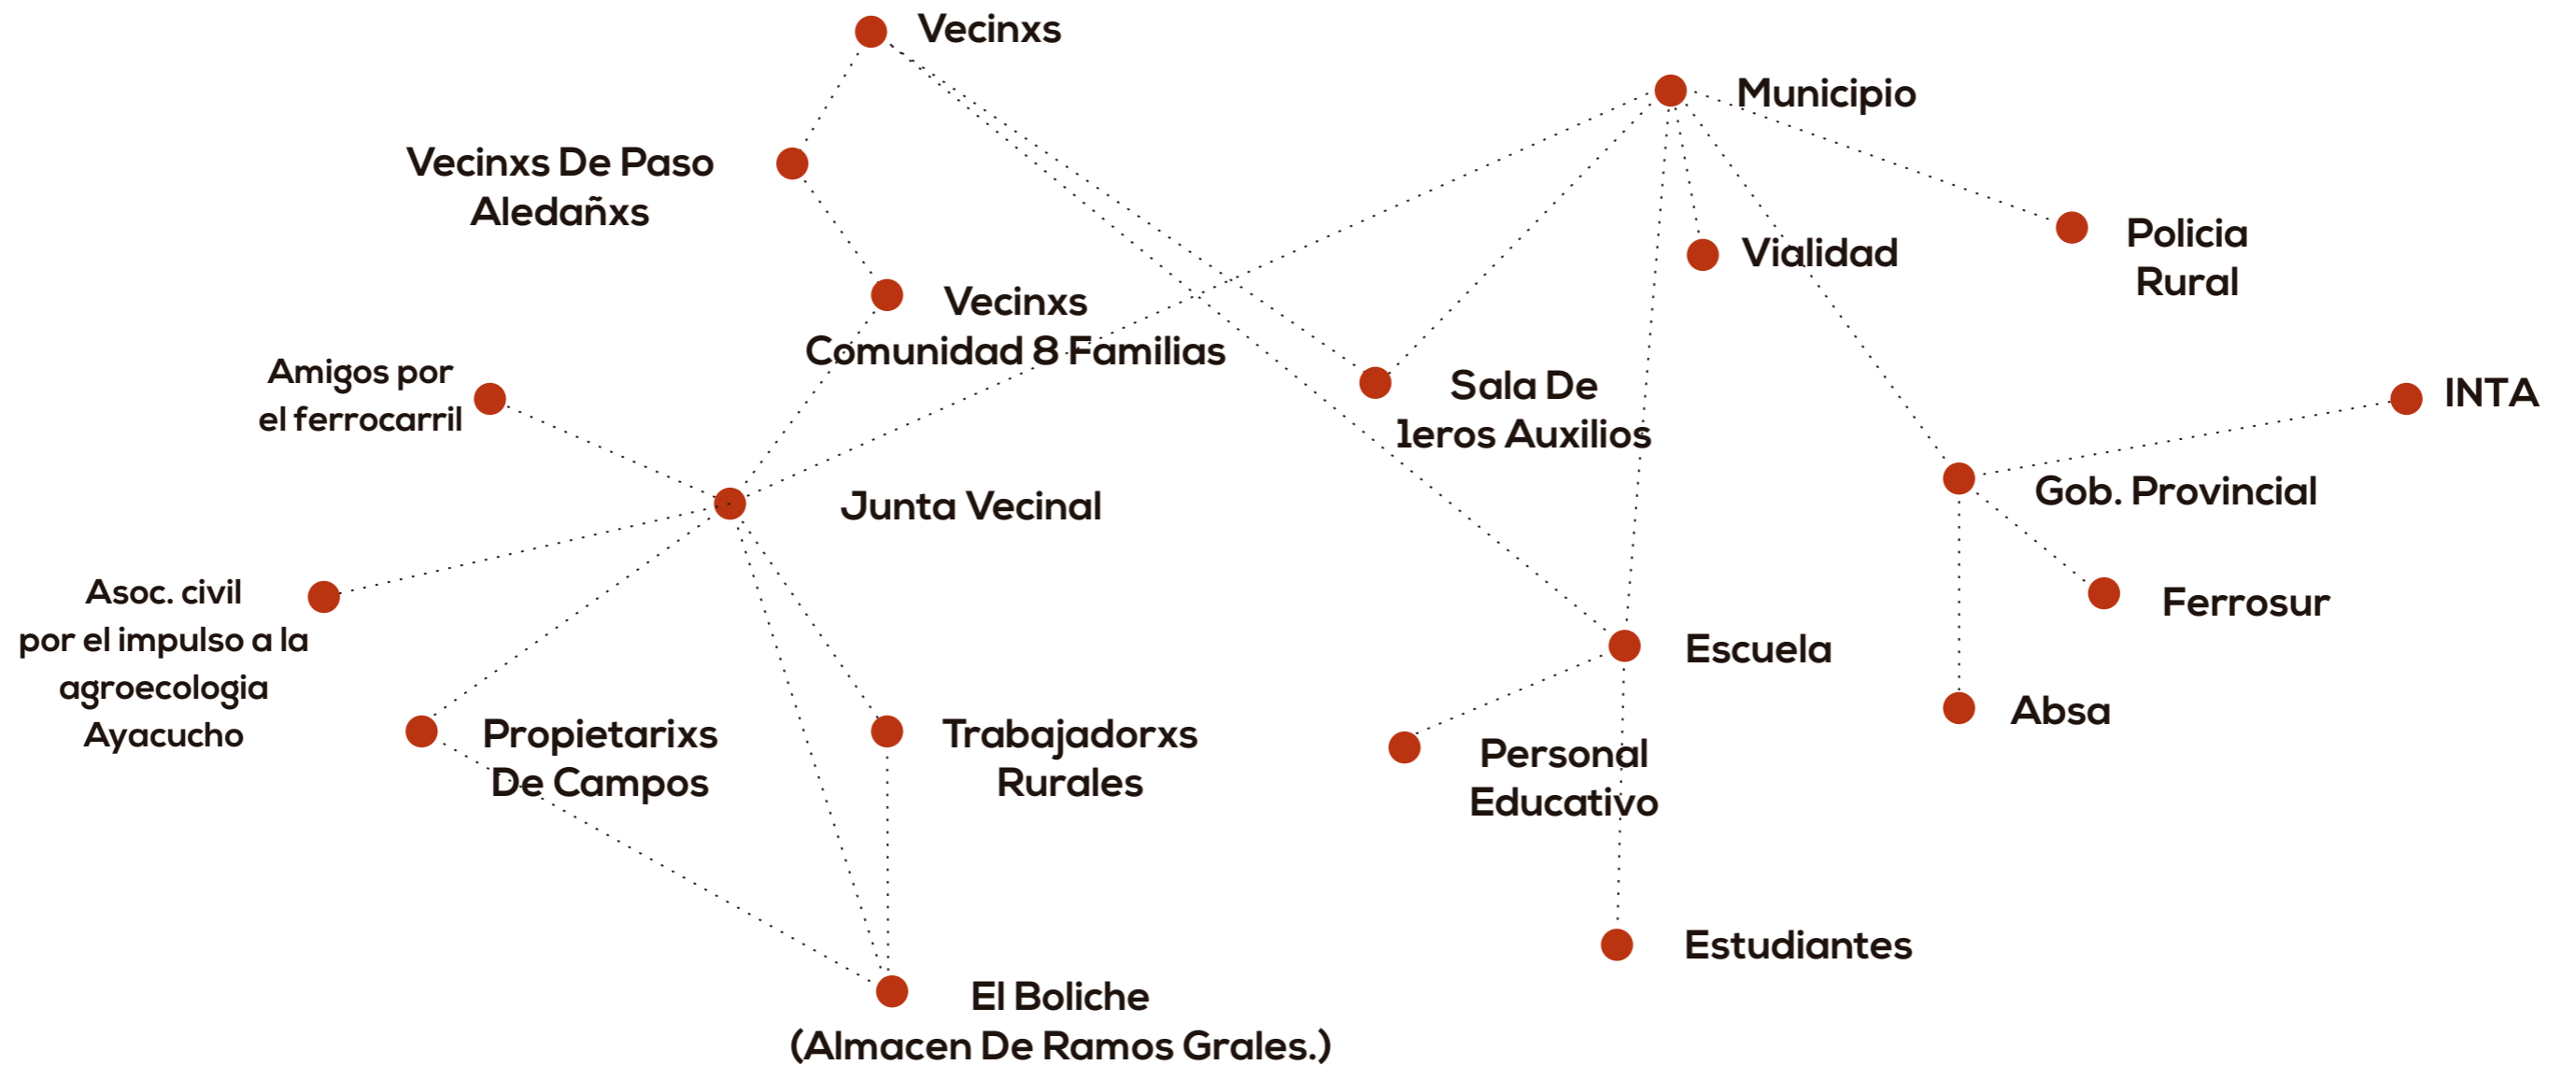 Vecinxs
Municipio
Vecinxs De Paso
Aledañxs
Policia
Rural
Vialidad
Vecinxs
Comunidad 8 Familias
Amigos por
el ferrocarril
Sala De
1eros Auxilios
INTA
Gob. Provincial
Junta Vecinal
Asoc. civil
por el impulso a la
agroecologia
Ayacucho
Ferrosur
Escuela
Absa
Propietarixs
De Campos
Trabajadorxs
Rurales
Personal
Educativo
Estudiantes
El Boliche
(Almacen De Ramos Grales.)